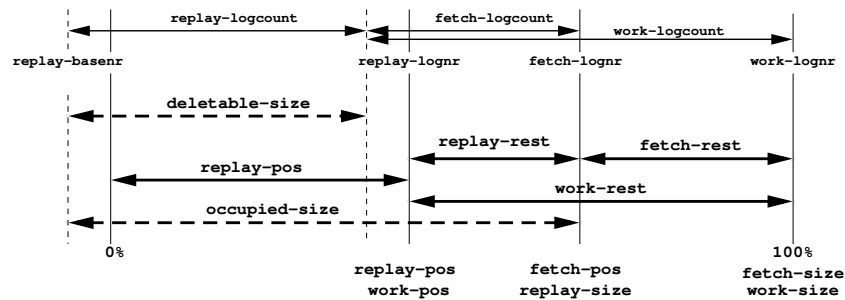 replay-logcount fetch-logcount
work-logcount
replay-basenr replay-lognr fetch-lognr work-lognr
deletable-size
replay-rest fetch-rest
replay-pos
work-rest
occupied-size
0% 100%
replay-pos fetch-pos fetch-size
work-pos replay-size work-size